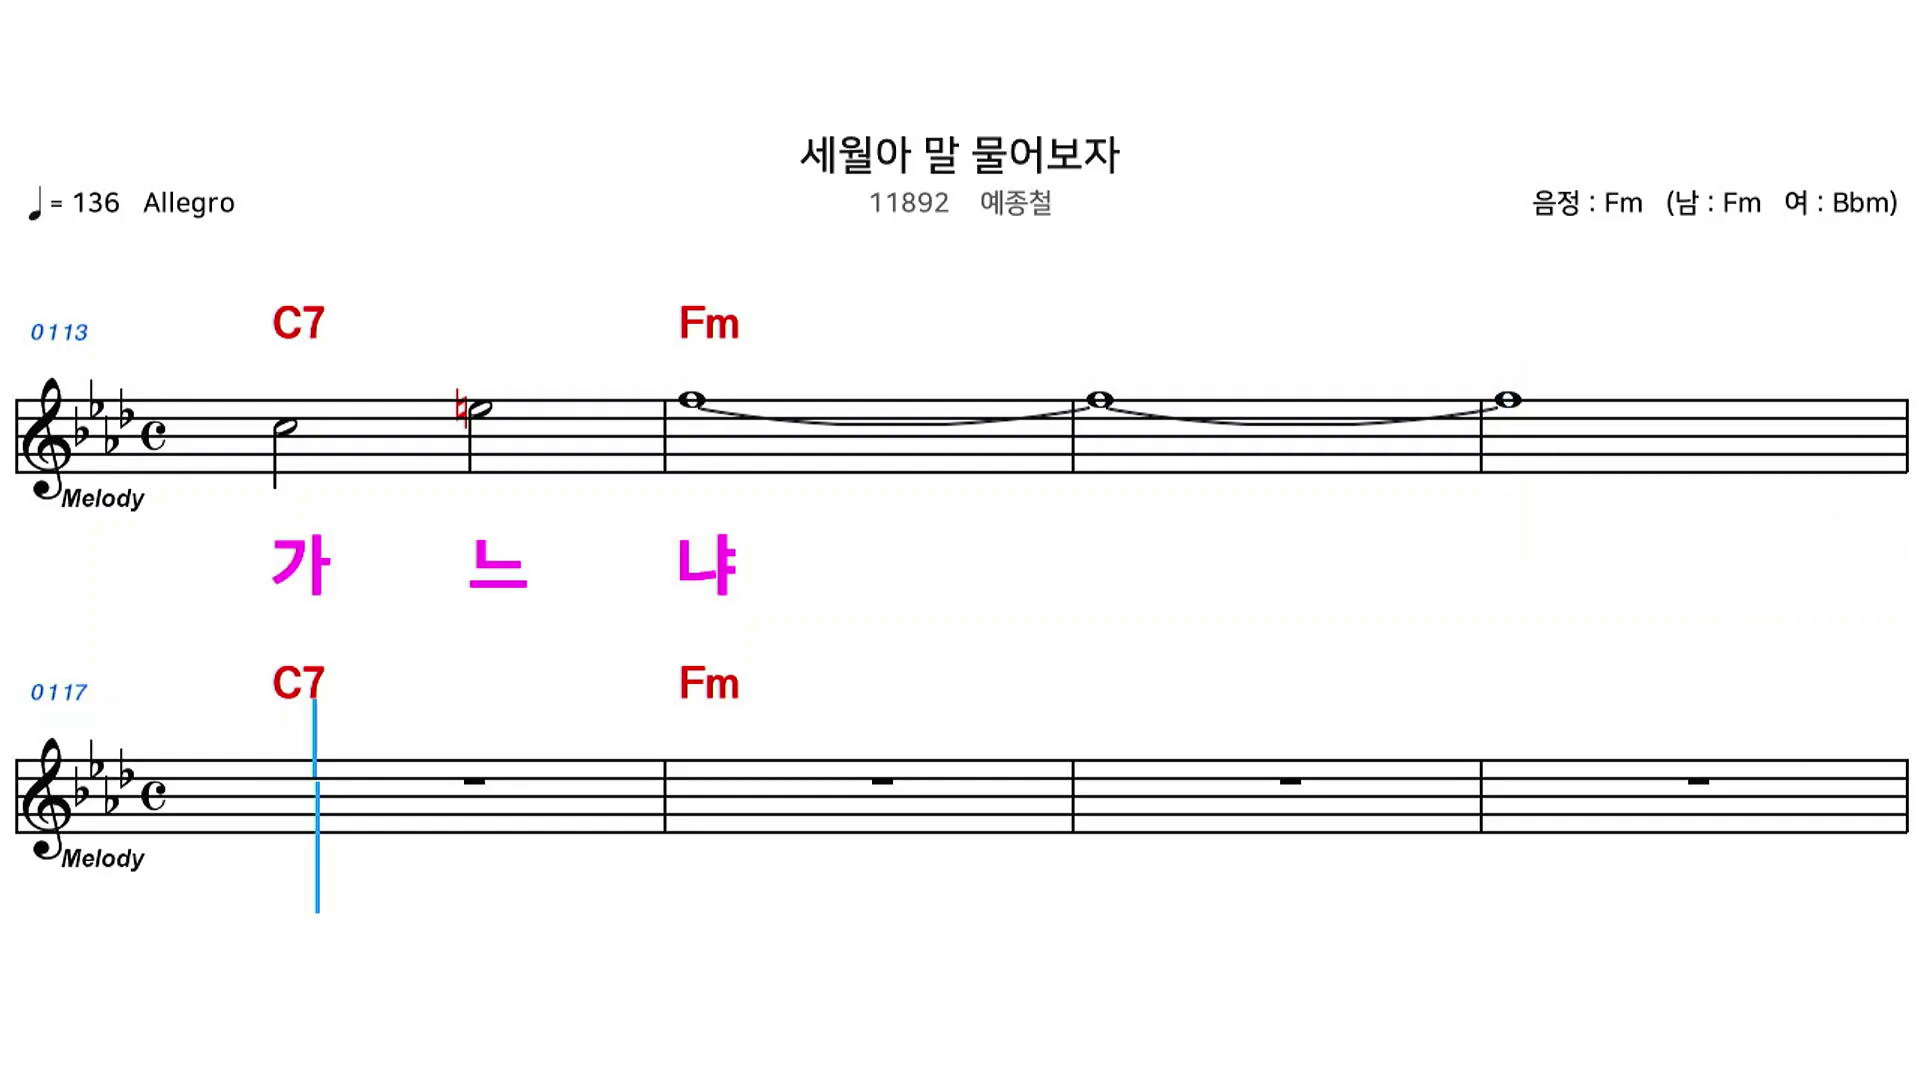 세월아 말 물어보자
♩ = 136 Allegro 11892 예종철 음정 : Fm (남 : Fm 여 : Bbm)
0113 C7 Fm
Melody
가 느 냐
0117 C7 Fm
Melody